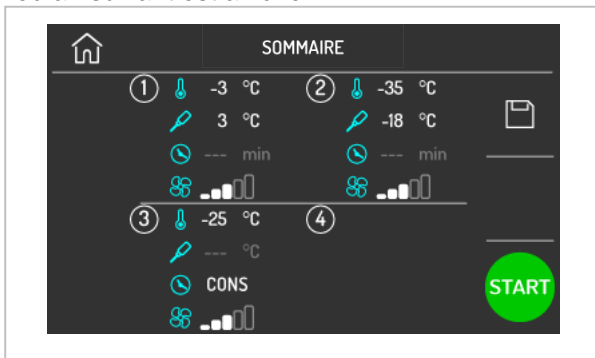 SOMMAIRE
1 -3 °C 2 -35 °C
3 °C -18 °C
--- min --- min
3 -25 °C 4
--- °C
CONS START